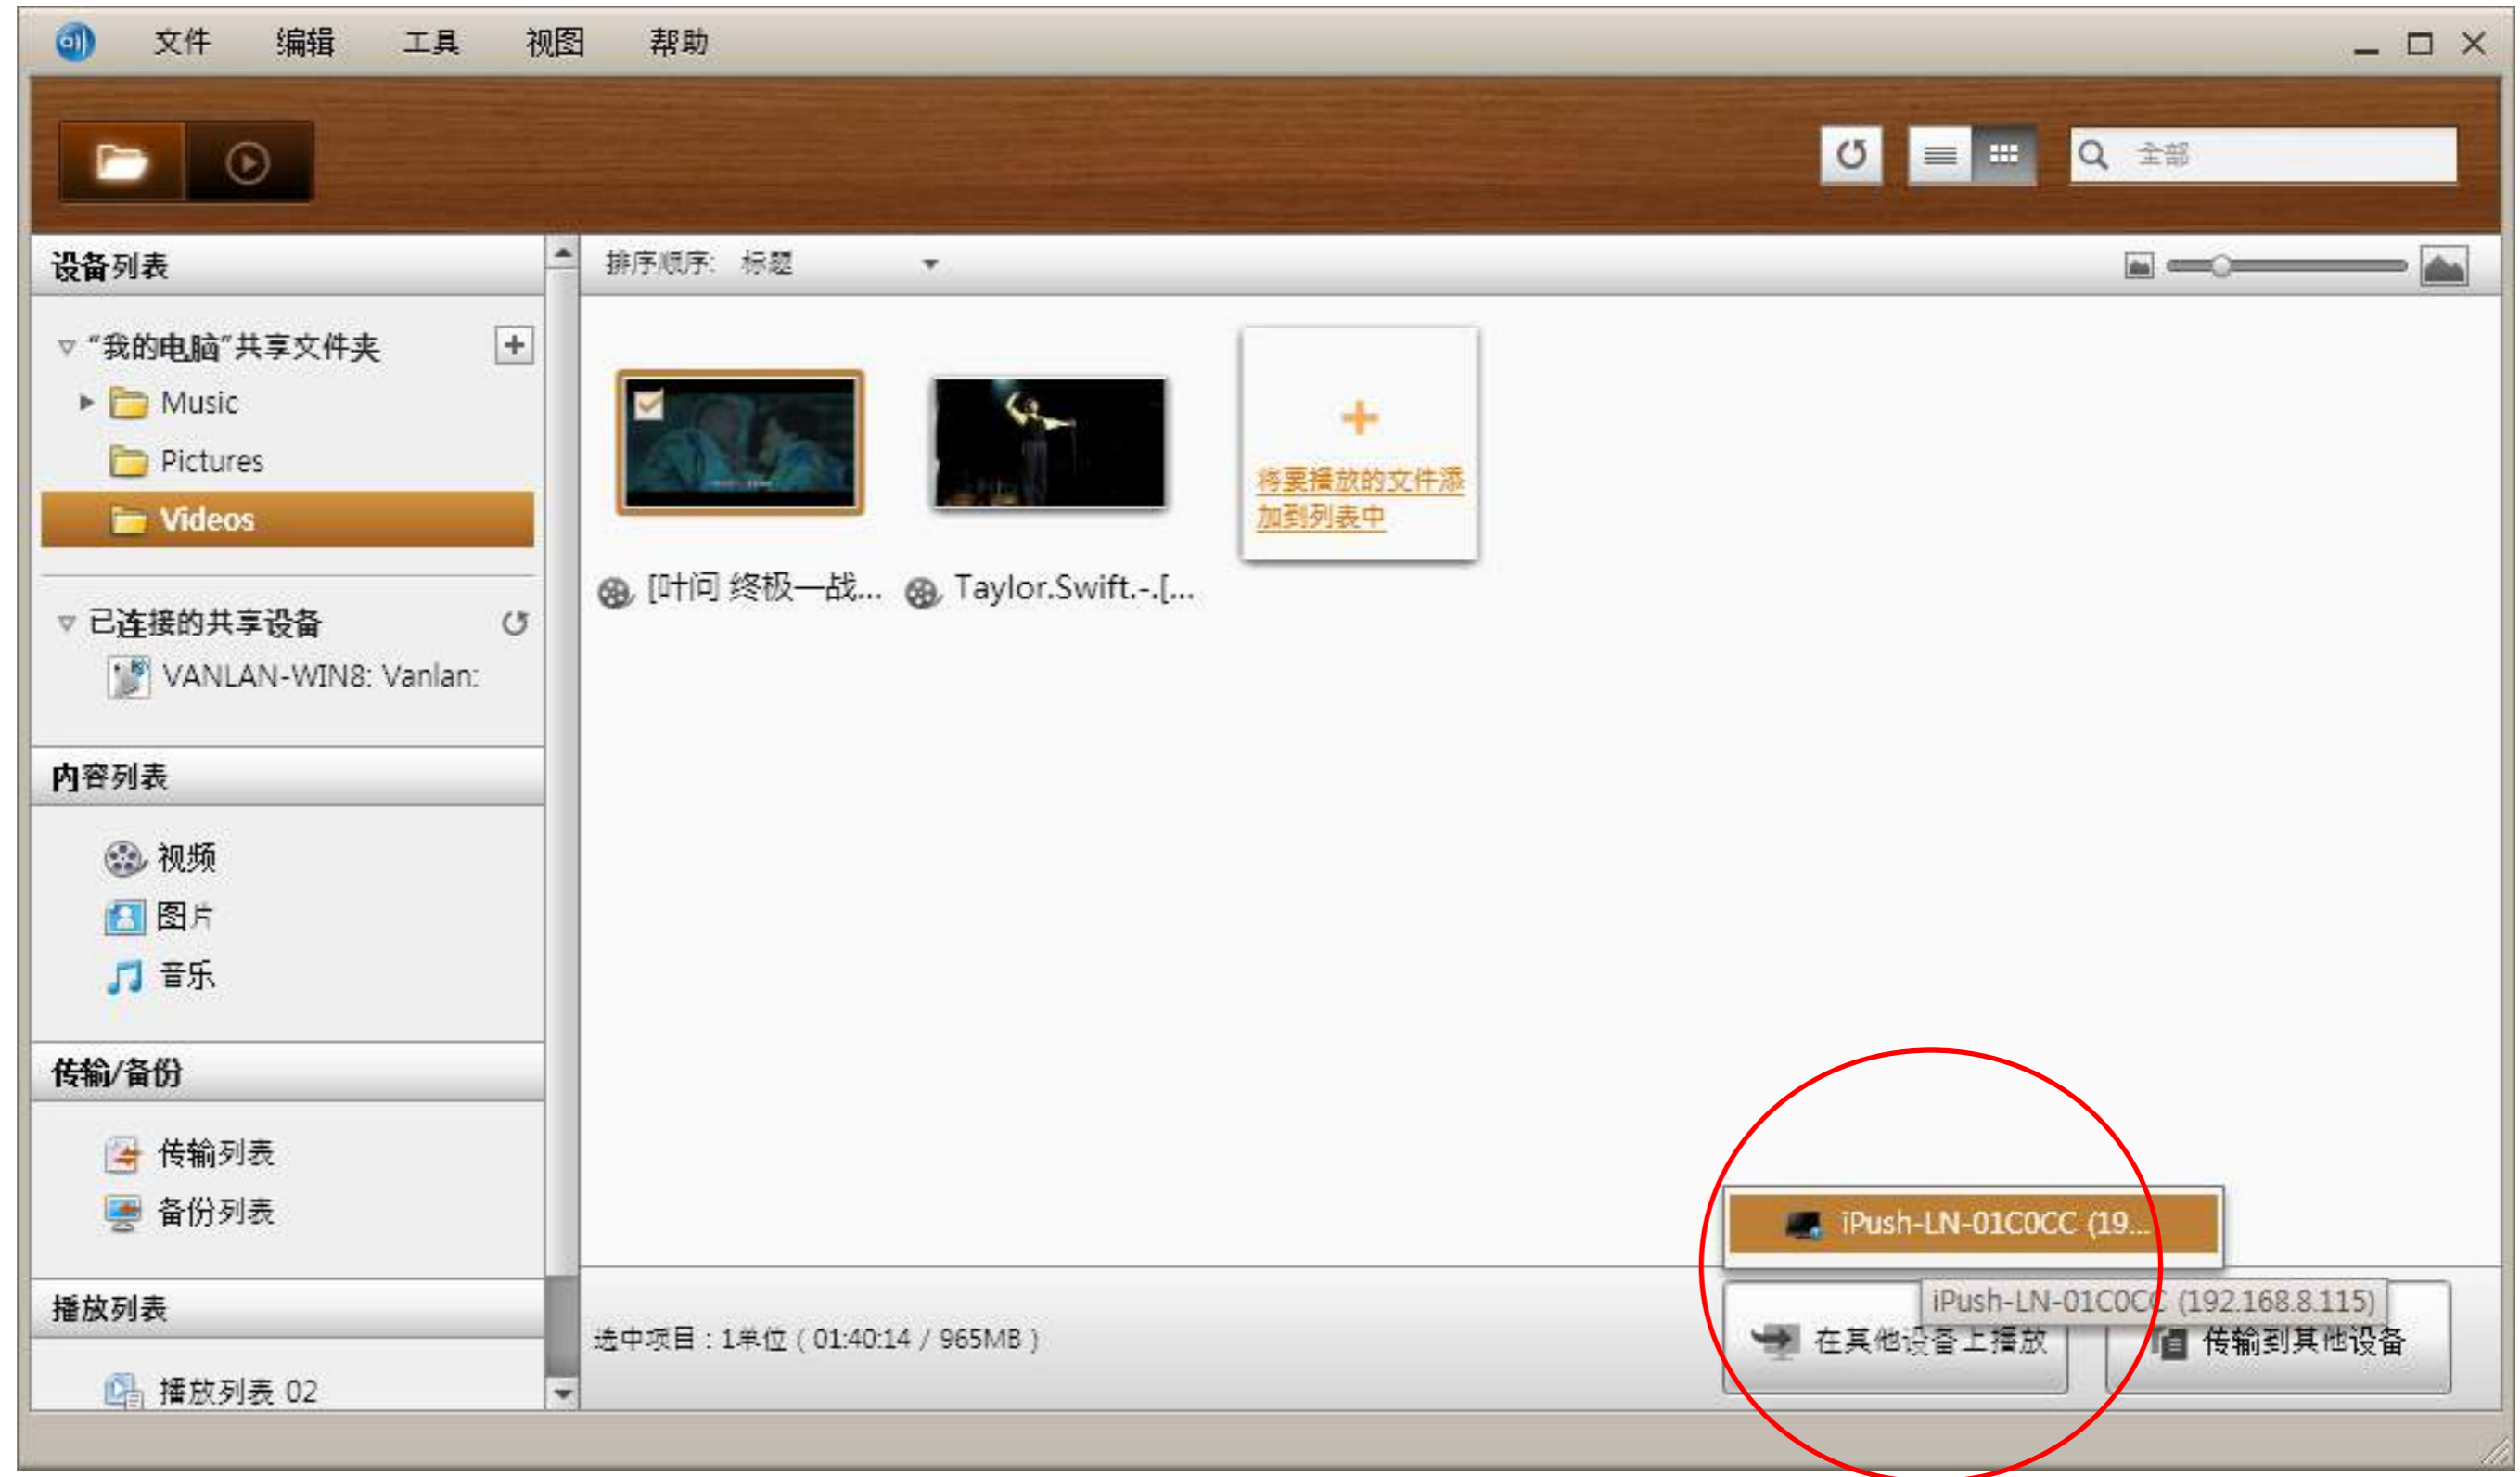 文件 编辑 工具 视图 帮助
全部
设备列表
排序顺序: 标题
“我的电脑”共享文件夹
Music
Pictures
Videos
将要播放的文件添
加到列表中
[叶问 终极一战...
Taylor.Swift.-.[...
已连接的共享设备
VANLAN-WIN8: Vanlan:
内容列表
视频
图片
音乐
传输/备份
传输列表
备份列表
播放列表
播放列表 02
iPush-LN-01C0CC (19...
iPush-LN-01C0CC (192.168.8.115)
选中项目 : 1单位 ( 01:40:14 / 965MB )
在其他设备上播放
传输到其他设备